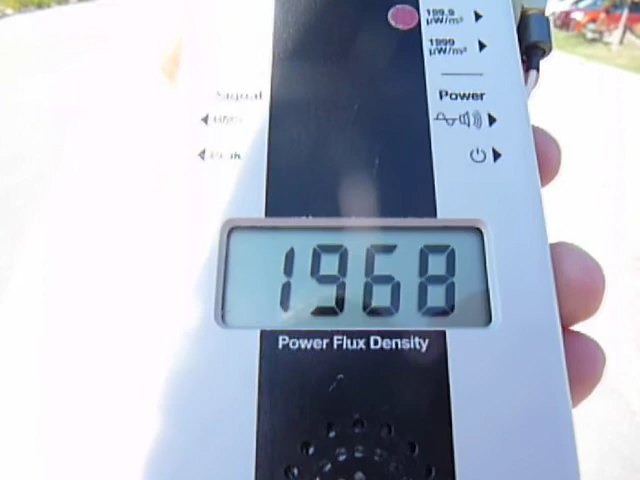 199.9
µW/m²
1999
µW/m²
Signal
Power
1968
Power Flux Density